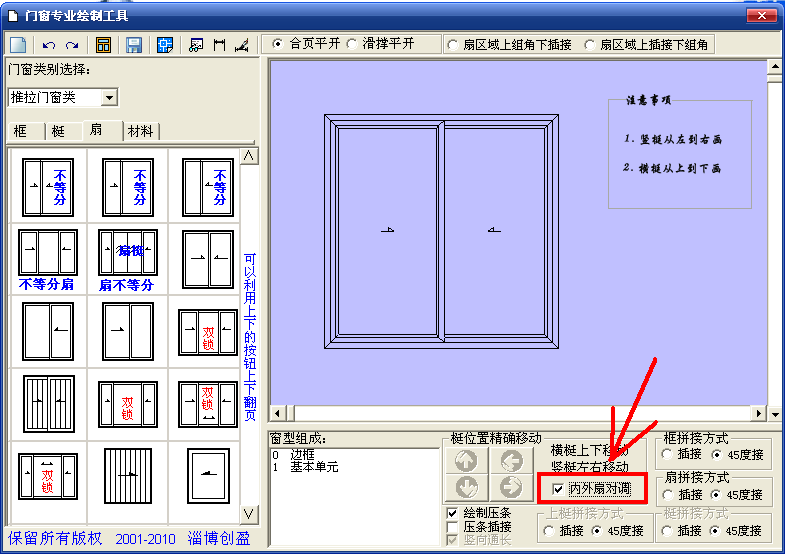 门窗专业绘制工具
合页平开 滑撑平开 扇区域上组角下插接 扇区域上插接下组角
门窗类别选择:
推拉门窗类
框 梃 扇 材料
不等分 不等分 不等分
扇梃
不等分扇 扇不等分
双锁
双锁 双锁
双锁
可以利用上下的按钮上下翻页
注意事项
1. 竖梃从左到右画
2. 横梃从上到下画
窗型组成:
0 边框
1 基本单元
梃位置精确移动
横梃上下移动
竖梃左右移动
内外扇对调
绘制压条
压条插接
竖向通长
上梃拼接方式
插接 45度接
框拼接方式
插接 45度接
扇拼接方式
插接 45度接
梃拼接方式
插接 45度接
保留所有版权 2001-2010 淄博创盈